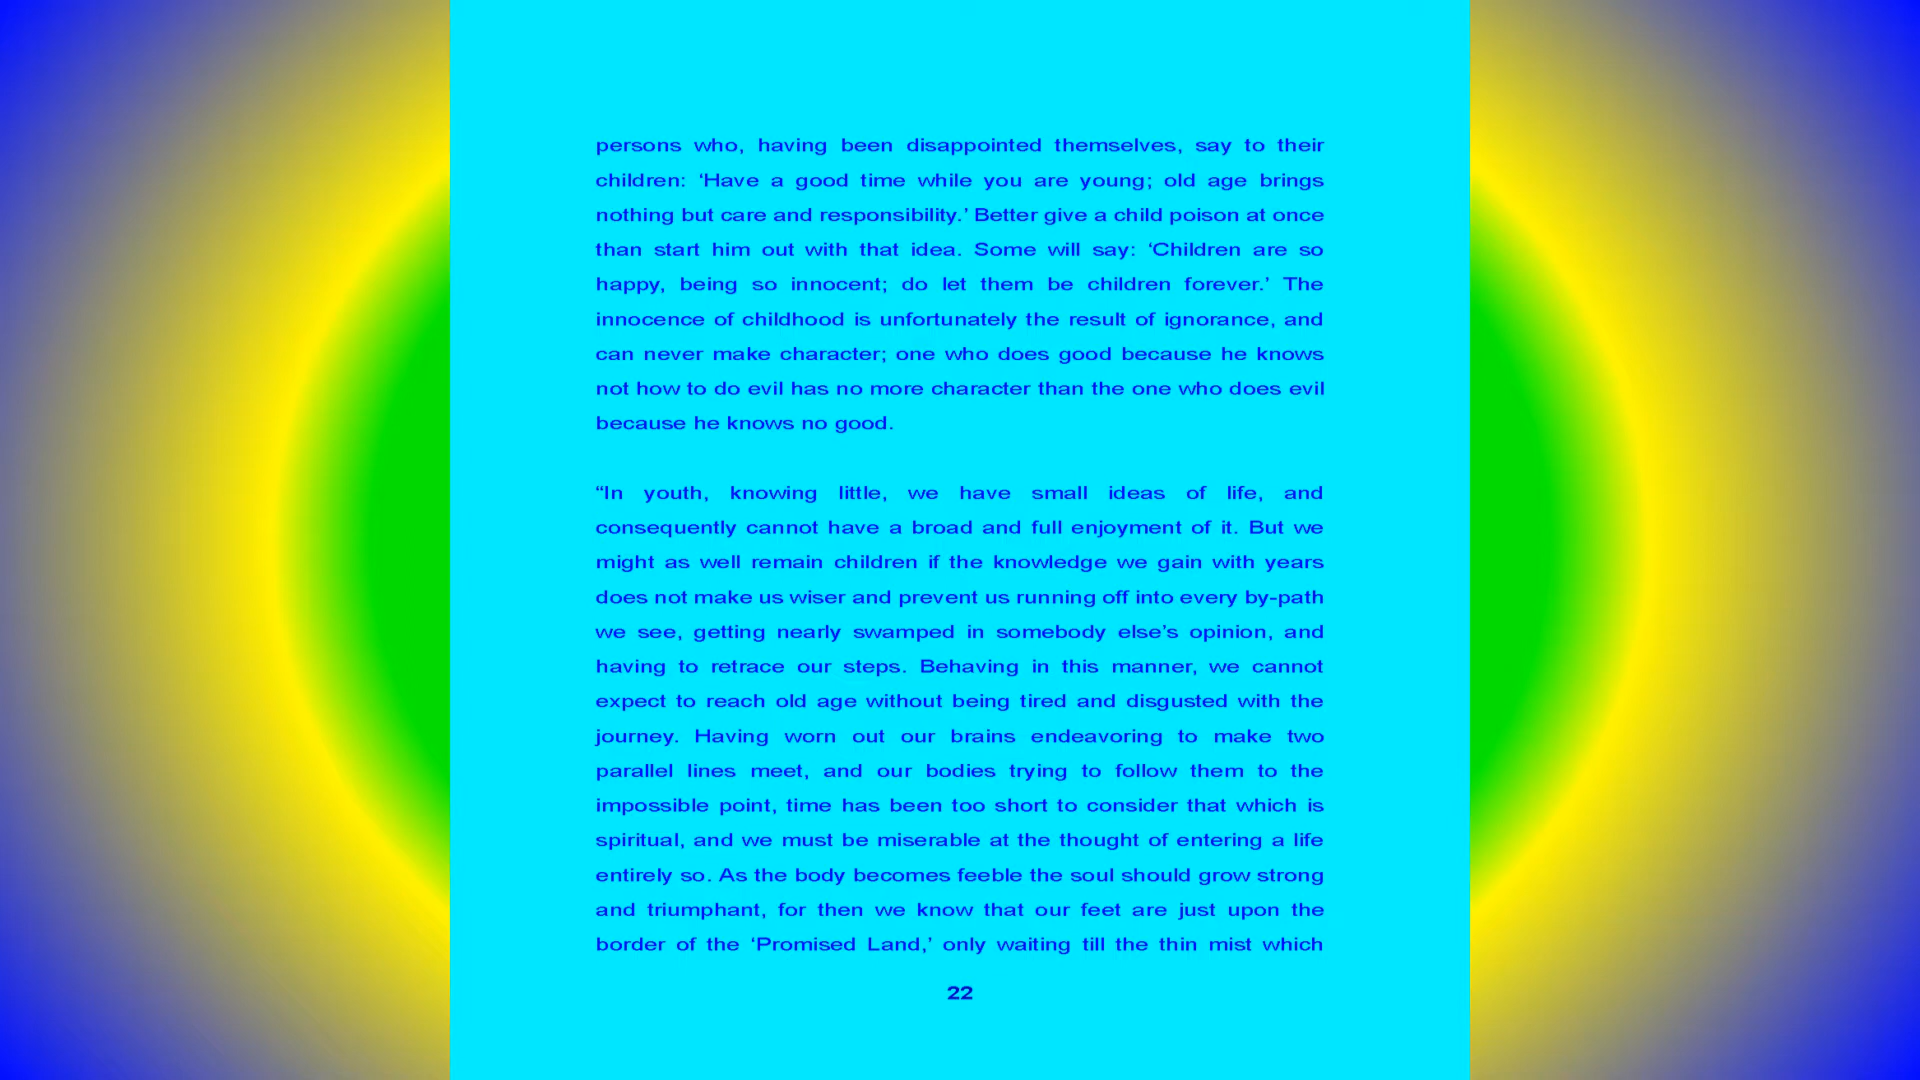 persons who, having been disappointed themselves, say to their
children: ‘Have a good time while you are young; old age brings
nothing but care and responsibility.’ Better give a child poison at once
than start him out with that idea. Some will say: ‘Children are so
happy, being so innocent; do let them be children forever.’ The
innocence of childhood is unfortunately the result of ignorance, and
can never make character; one who does good because he knows
not how to do evil has no more character than the one who does evil
because he knows no good.
“In youth, knowing little, we have small ideas of life, and
consequently cannot have a broad and full enjoyment of it. But we
might as well remain children if the knowledge we gain with years
does not make us wiser and prevent us running off into every by-path
we see, getting nearly swamped in somebody else’s opinion, and
having to retrace our steps. Behaving in this manner, we cannot
expect to reach old age without being tired and disgusted with the
journey. Having worn out our brains endeavoring to make two
parallel lines meet, and our bodies trying to follow them to the
impossible point, time has been too short to consider that which is
spiritual, and we must be miserable at the thought of entering a life
entirely so. As the body becomes feeble the soul should grow strong
and triumphant, for then we know that our feet are just upon the
border of the ‘Promised Land,’ only waiting till the thin mist which
22